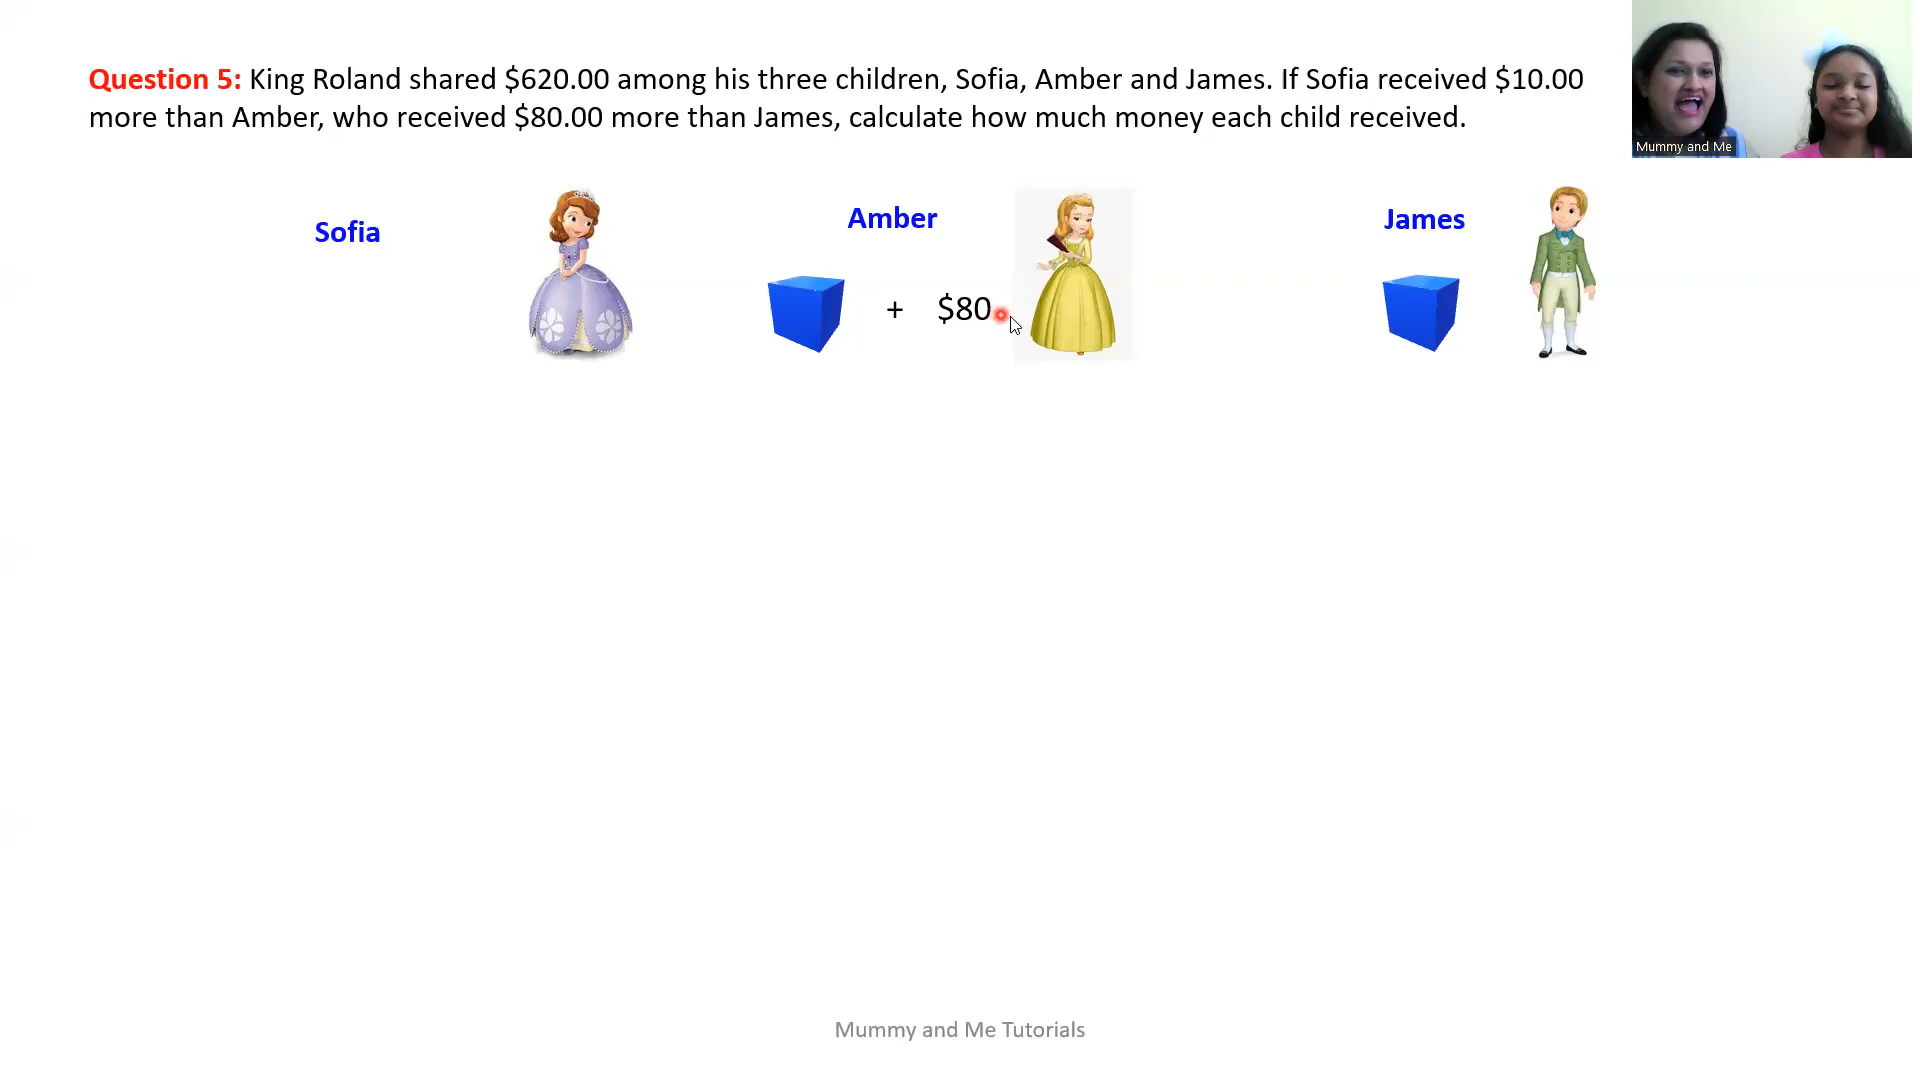 Question 5: King Roland shared $620.00 among his three children, Sofia, Amber and James. If Sofia received $10.00
more than Amber, who received $80.00 more than James, calculate how much money each child received.
Mummy and Me
Sofia
Amber
James
+ $80
Mummy and Me Tutorials